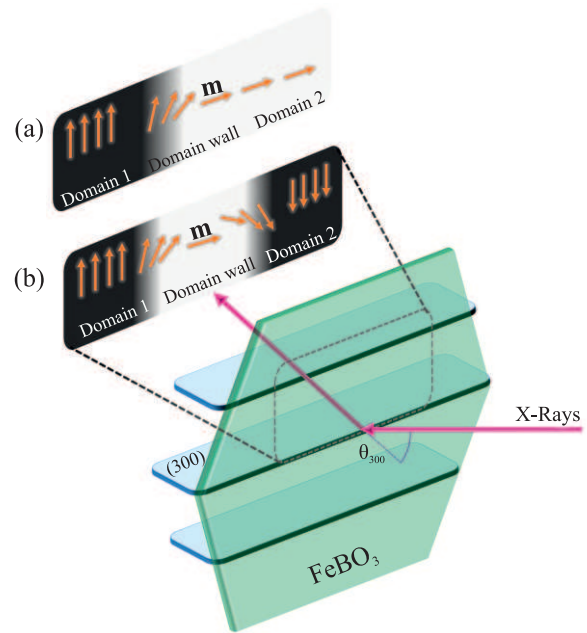 (a)
m
Domain 1
Domain wall
Domain 2
(b)
m
Domain 1
Domain wall
Domain 2
X-Rays
(300)
θ₃₀₀
FeBO₃